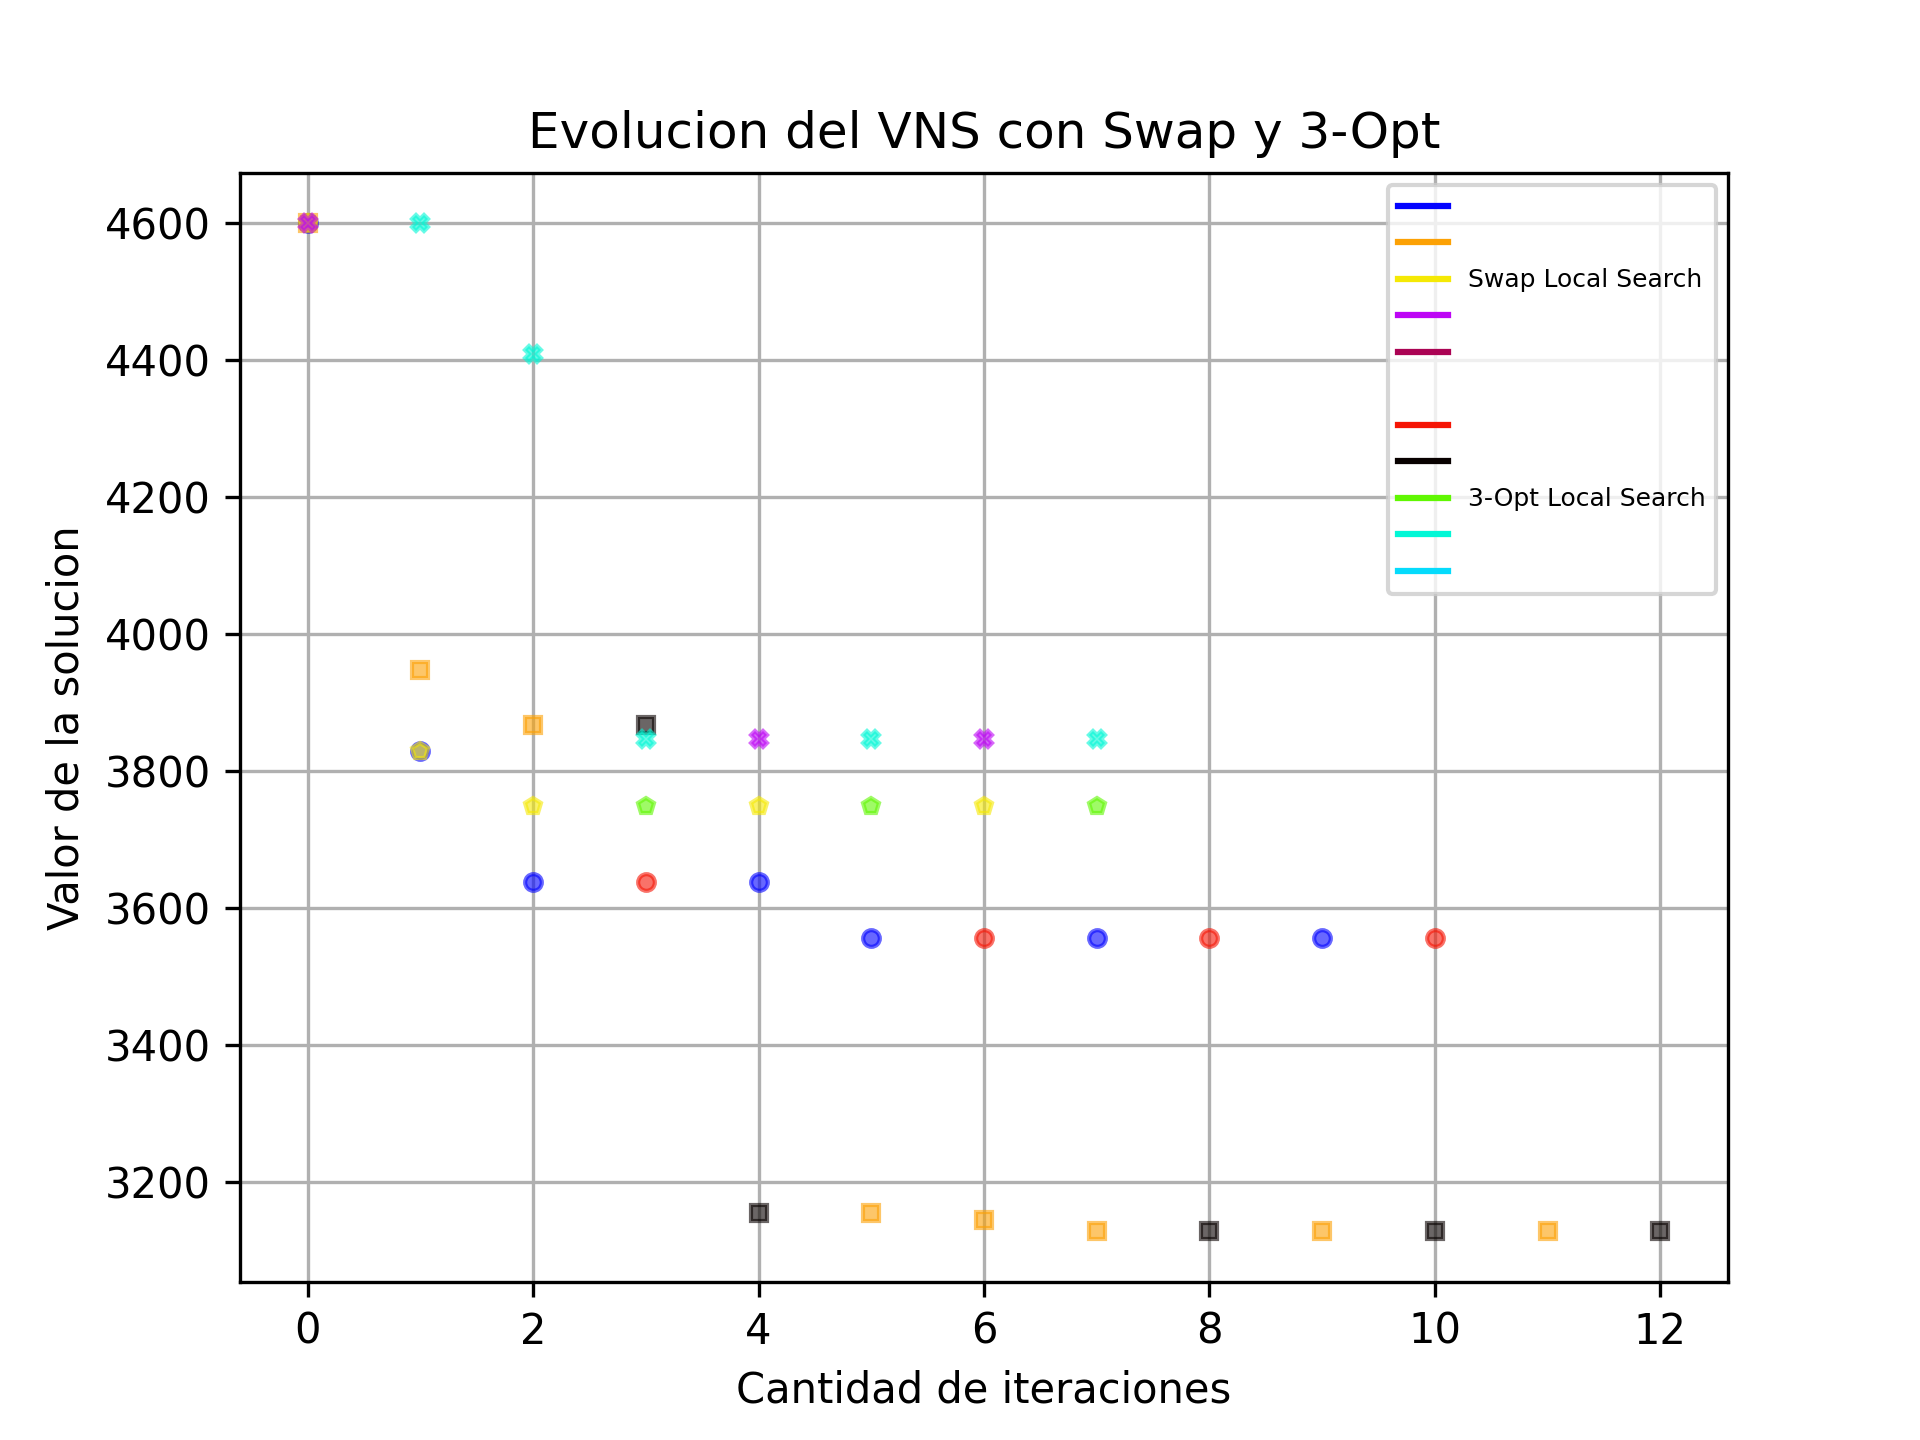 Evolucion del VNS con Swap y 3-Opt
4600
4400
4200
4000
3800
3600
3400
3200
Valor de la solucion
Swap Local Search
3-Opt Local Search
0 2 4 6 8 10 12
Cantidad de iteraciones